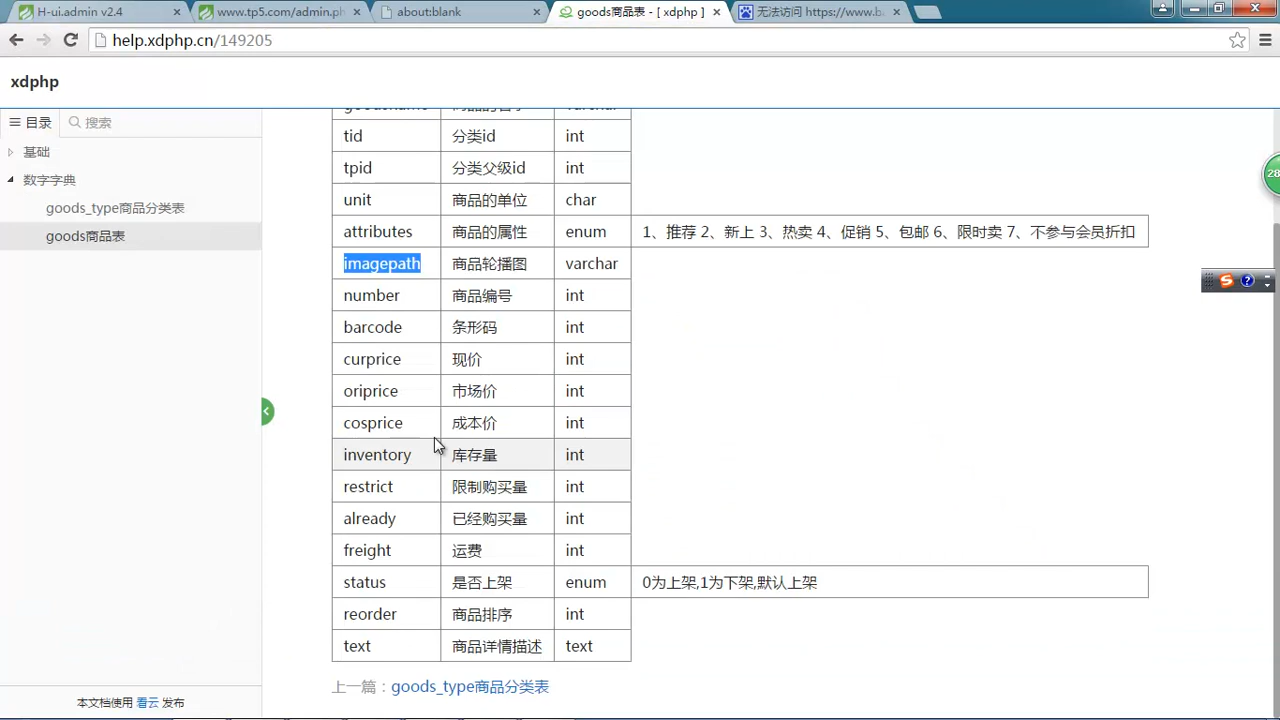 H-ui.admin v2.4 × www.tp5.com/admin.ph × about:blank × goods商品表 - [ xdphp ] × 无法访问 https://www.b ×
help.xdphp.cn/149205
xdphp
目录 搜索
基础
数字字典
goods_type商品分类表
goods商品表
本文档使用 看云 发布
tid 分类id int
tpid 分类父级id int
unit 商品的单位 char
attributes 商品的属性 enum 1、推荐 2、新上 3、热卖 4、促销 5、包邮 6、限时卖 7、不参与会员折扣
imagepath 商品轮播图 varchar
number 商品编号 int
barcode 条形码 int
curprice 现价 int
oriprice 市场价 int
cosprice 成本价 int
inventory 库存量 int
restrict 限制购买量 int
already 已经购买量 int
freight 运费 int
status 是否上架 enum 0为上架,1为下架,默认上架
reorder 商品排序 int
text 商品详情描述 text
上一篇：goods_type商品分类表
28